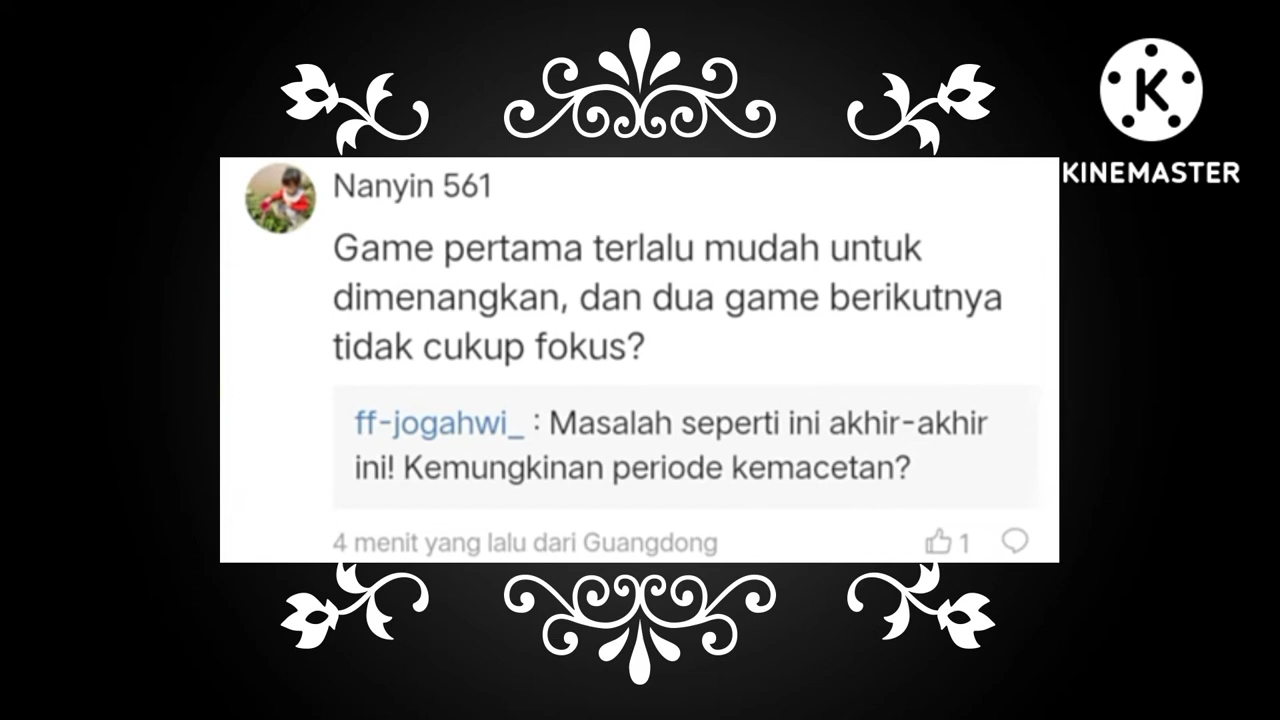 K
KINEMASTER
Nanyin 561
Game pertama terlalu mudah untuk
dimenangkan, dan dua game berikutnya
tidak cukup fokus?
ff-jogahwi_ : Masalah seperti ini akhir-akhir
ini! Kemungkinan periode kemacetan?
4 menit yang lalu dari Guangdong
1